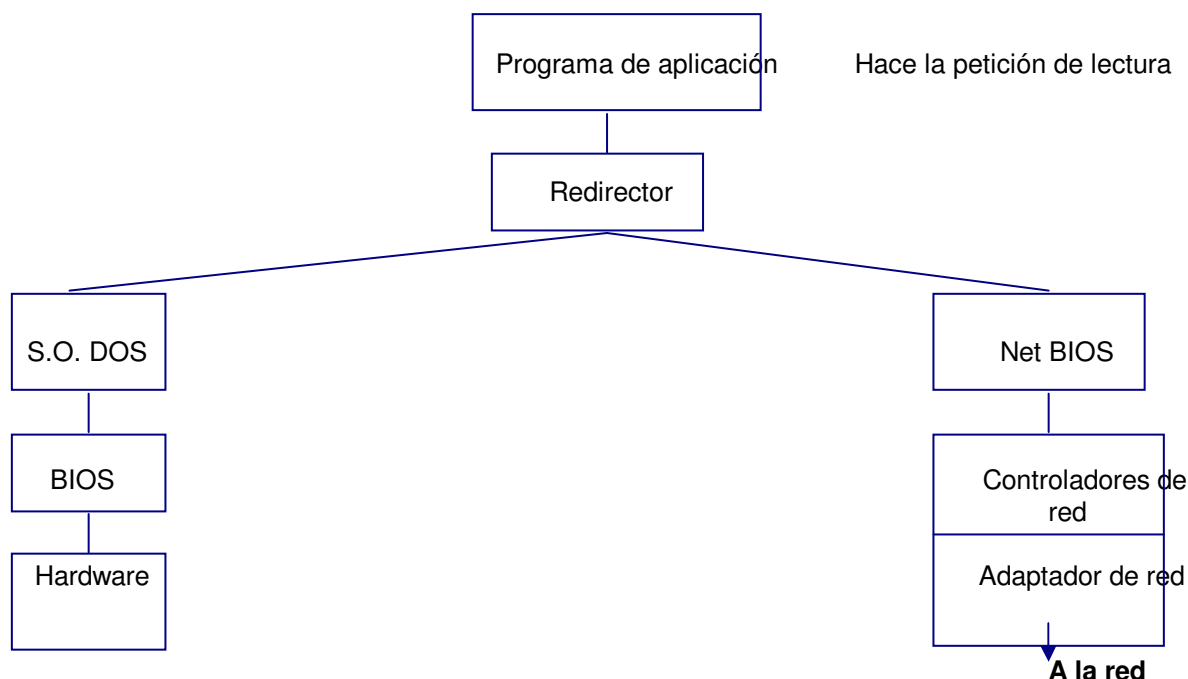 Programa de aplicación
Hace la petición de lectura
Redirector
S.O. DOS
Net BIOS
BIOS
Controladores de
red
Hardware
Adaptador de red
A la red